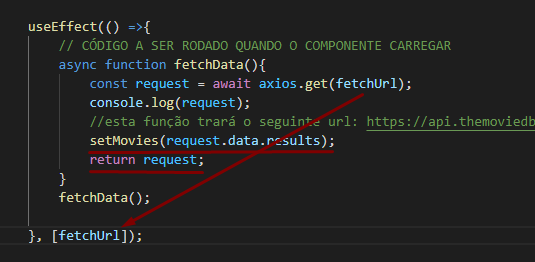 useEffect(() =>{
// CÓDIGO A SER RODADO QUANDO O COMPONENTE CARREGAR
async function fetchData(){
const request = await axios.get(fetchUrl);
console.log(request);
//esta função trará o seguinte url: https://api.themoviedb
setMovies(request.data.results);
return request;
}
fetchData();
}, [fetchUrl]);